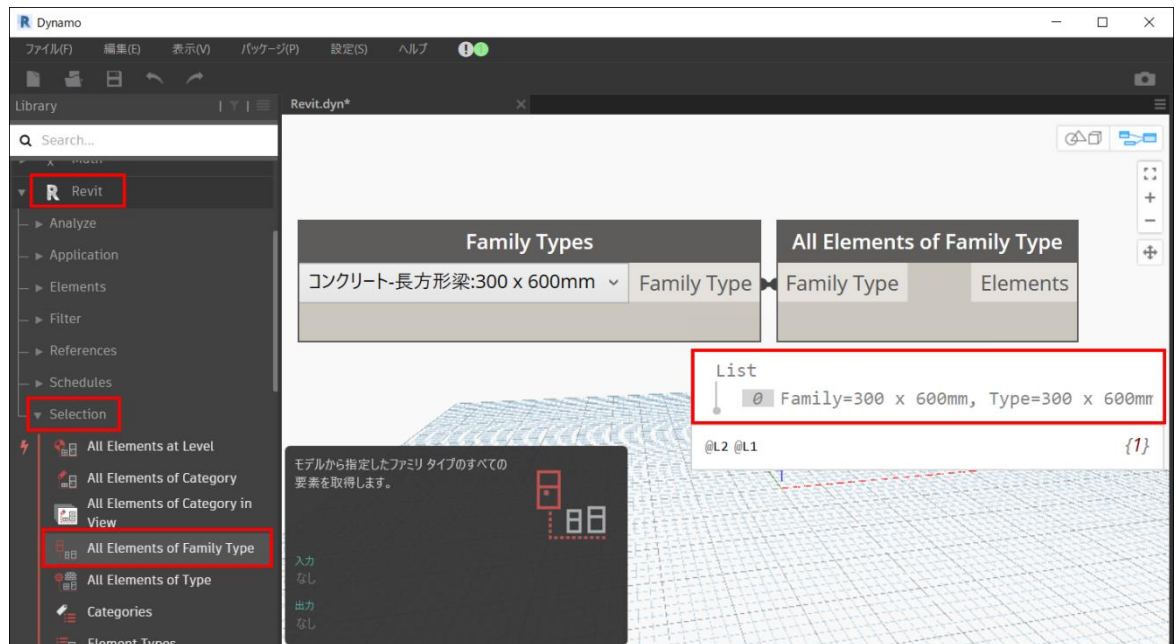 Dynamo
ファイル(F) 編集(E) 表示(V) パッケージ(P) 設定(S) ヘルプ
Library
Revit.dyn*
Search...
Math
Revit
Analyze
Application
Elements
Filter
References
Schedules
Selection
All Elements at Level
All Elements of Category
All Elements of Category in
View
All Elements of Family Type
All Elements of Type
Categories
Element Types
Family Types
コンクリート-長方形梁:300 x 600mm
Family Type
All Elements of Family Type
Family Type
Elements
List
0 Family=300 x 600mm, Type=300 x 600mm
@L2 @L1
{1}
モデルから指定したファミリ タイプのすべての
要素を取得します。
入力
なし
出力
なし